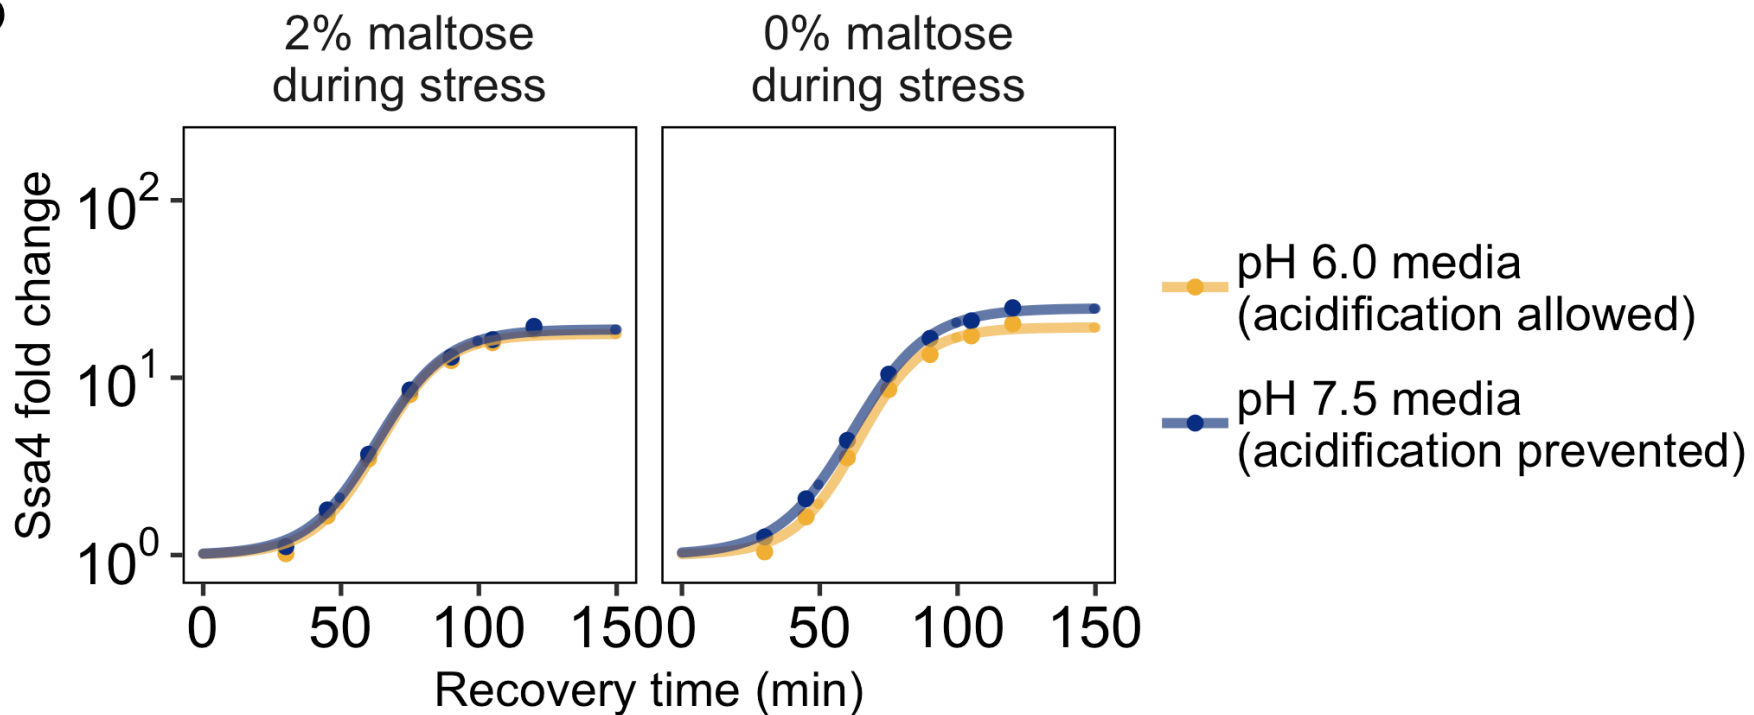 2% maltose
during stress
0% maltose
during stress
Ssa4 fold change
10²
10¹
10⁰
0 50 100 150
0 50 100 150
Recovery time (min)
pH 6.0 media
(acidification allowed)
pH 7.5 media
(acidification prevented)